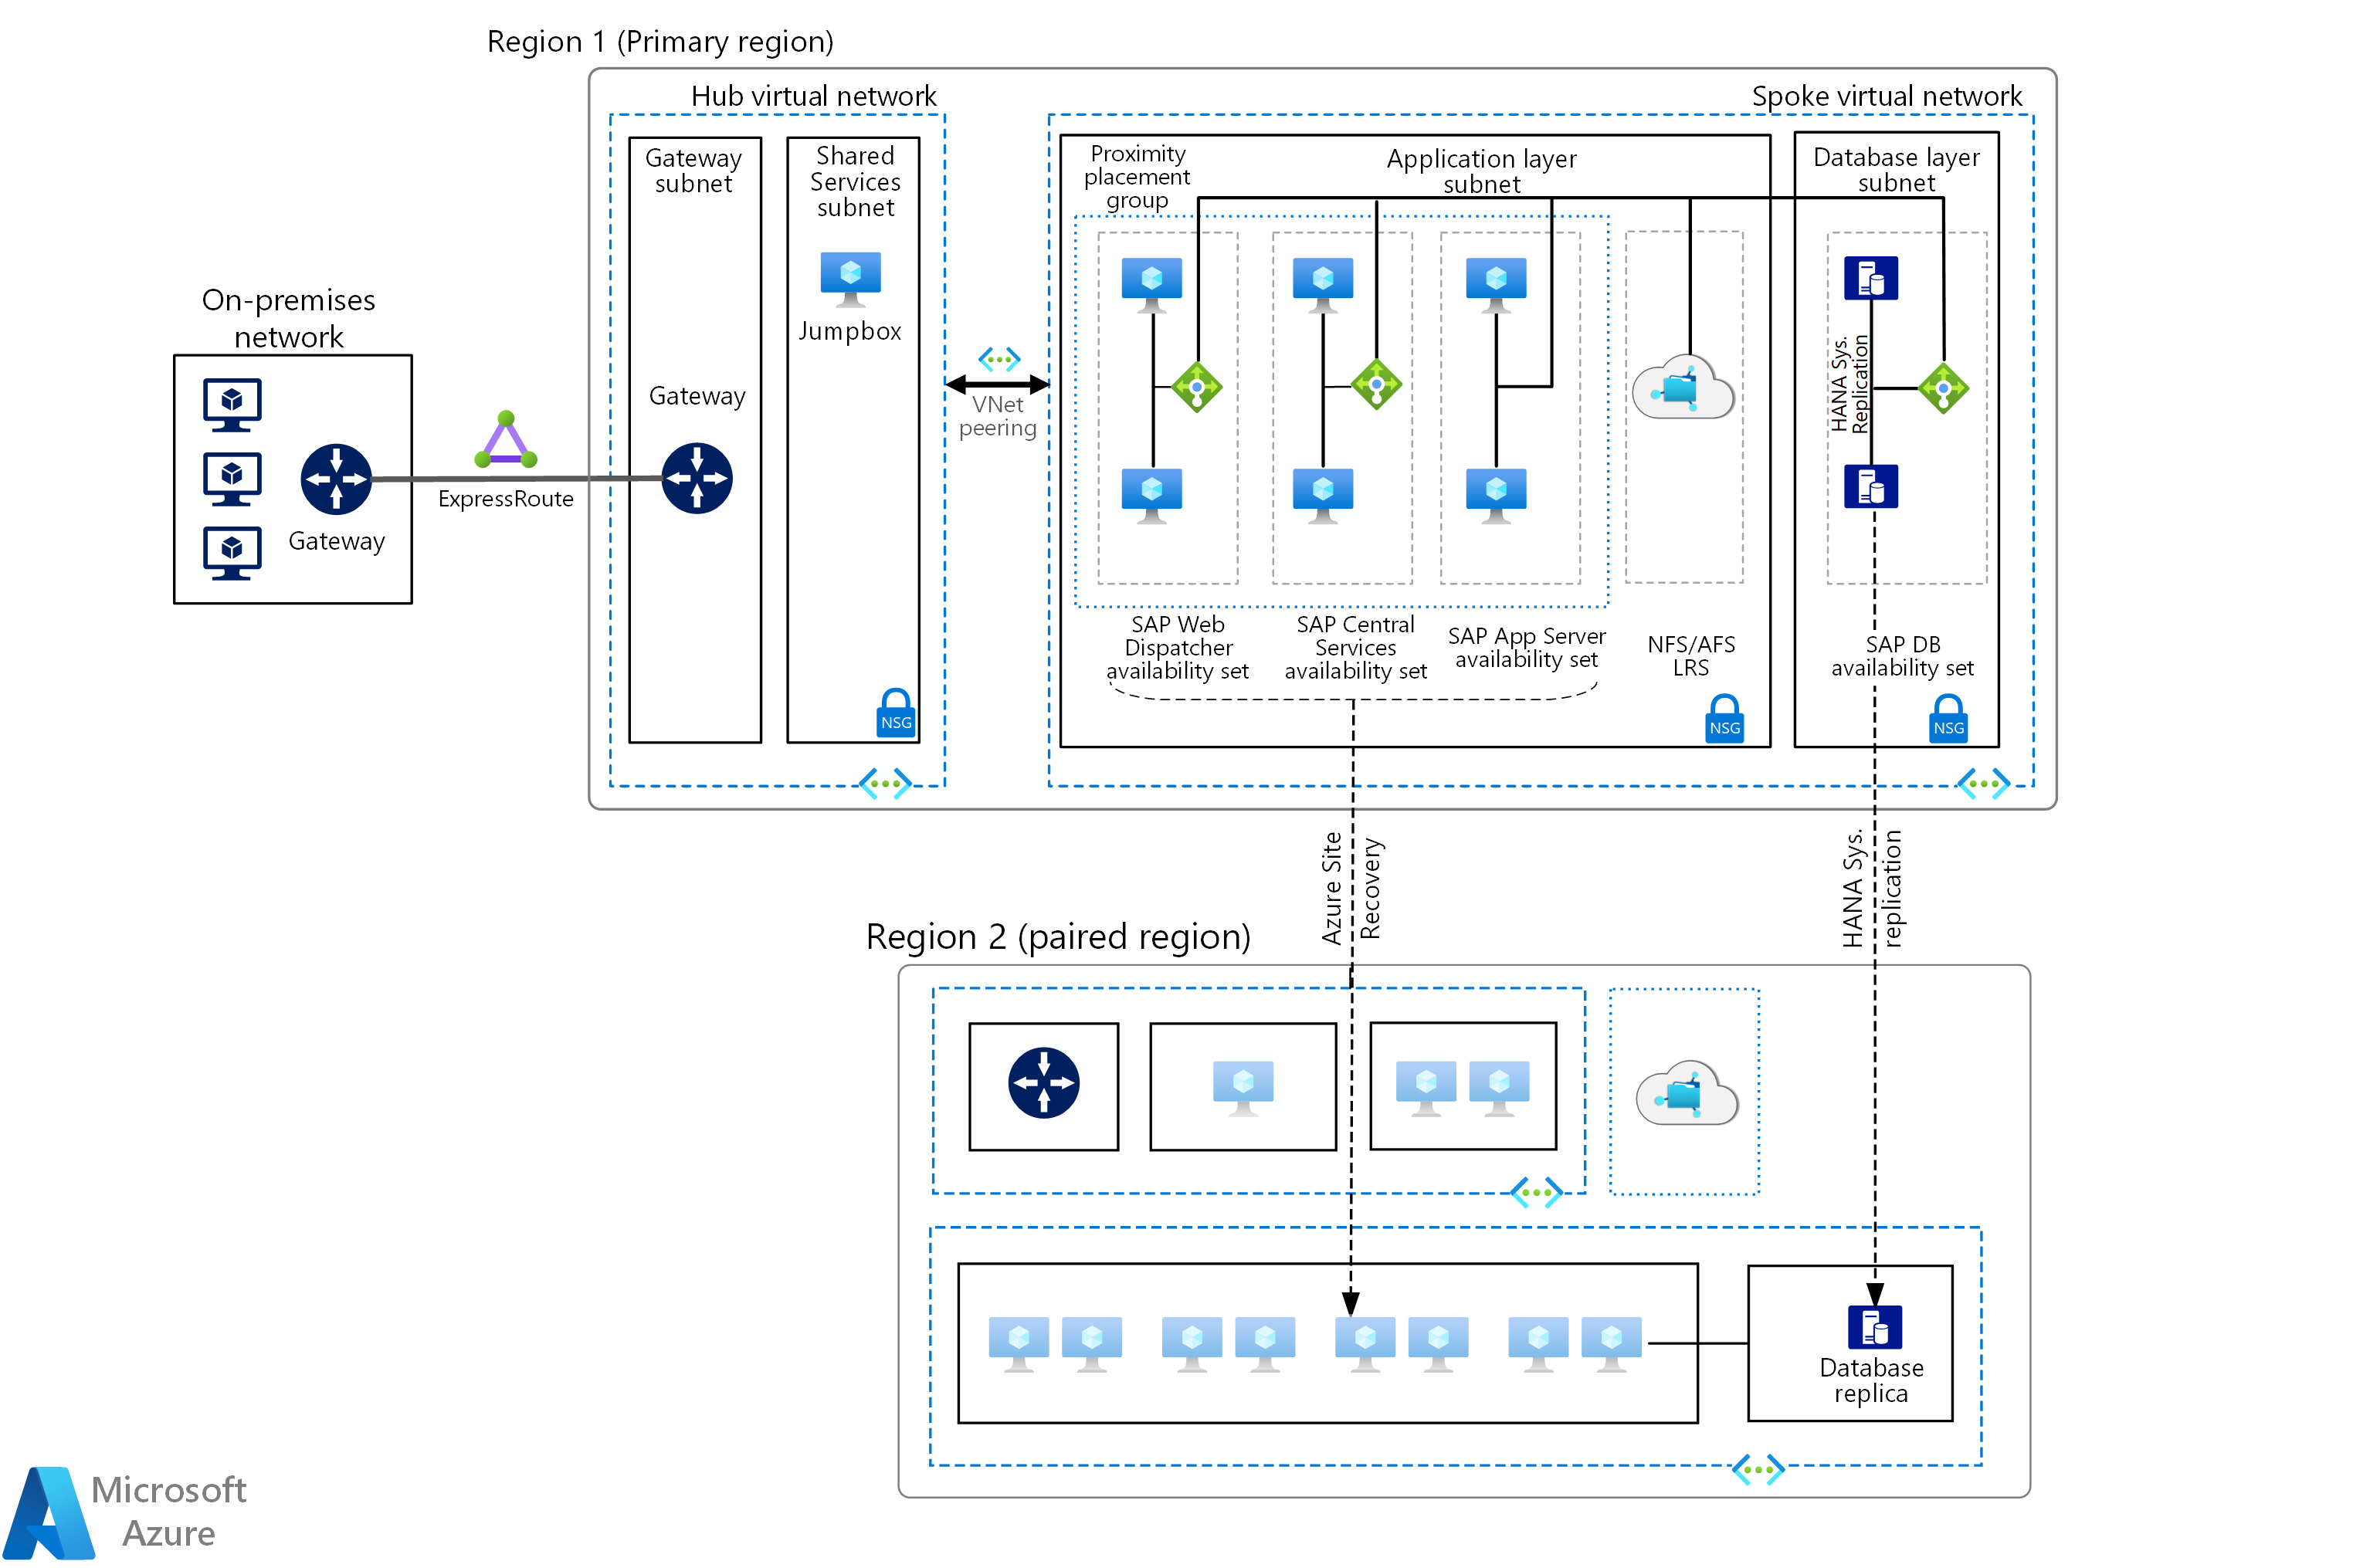 Region 1 (Primary region)
Hub virtual network
Spoke virtual network
Gateway
subnet
Shared
Services
subnet
Jumpbox
Gateway
On-premises
network
Gateway
ExpressRoute
VNet
peering
Proximity
placement
group
Application layer
subnet
Database layer
subnet
HANA Sys.
Replication
SAP Web
Dispatcher
availability set
SAP Central
Services
availability set
SAP App Server
availability set
NFS/AFS
LRS
SAP DB
availability set
NSG
NSG
NSG
Azure Site
Recovery
HANA Sys.
replication
Region 2 (paired region)
Database
replica
Microsoft
Azure